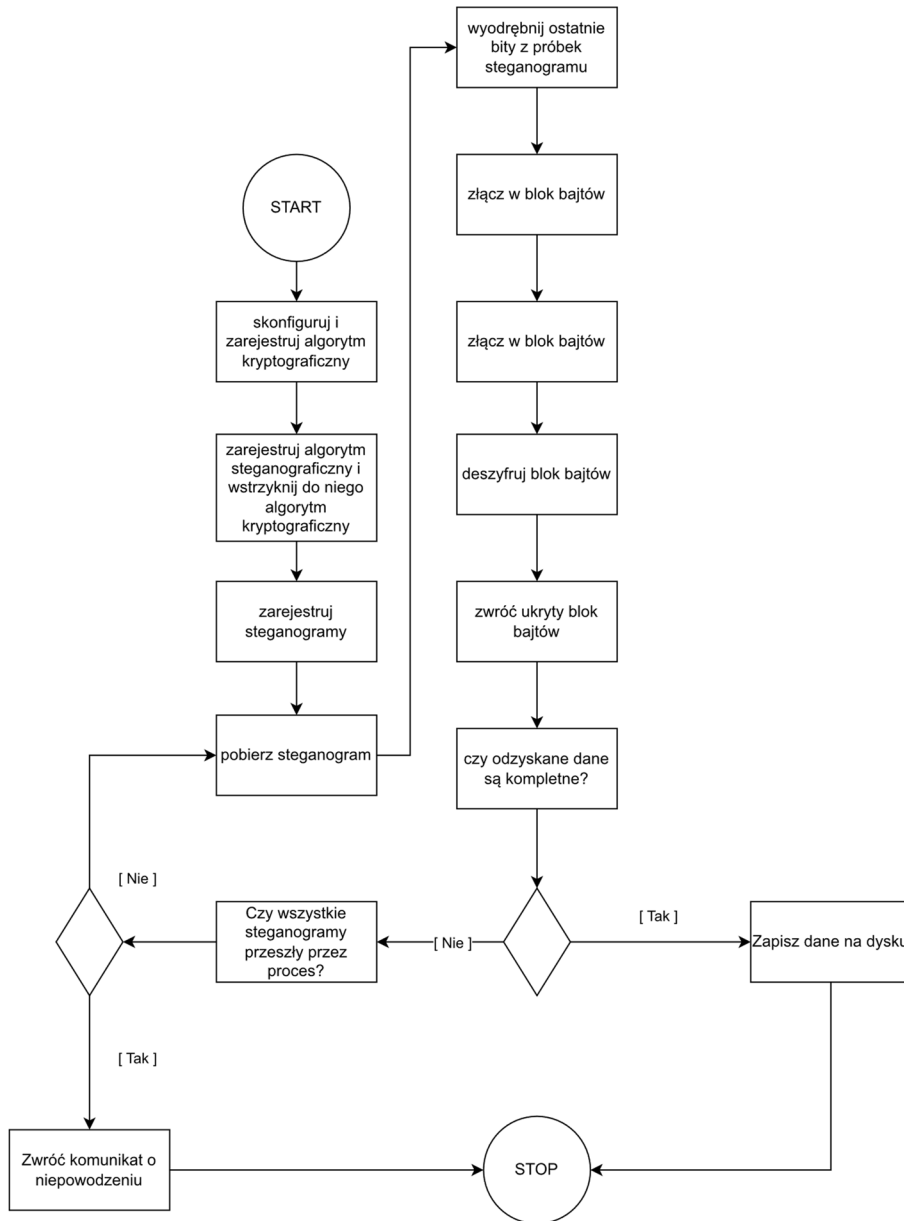 START
skonfiguruj i
zarejestruj algorytm
kryptograficzny
zarejestruj algorytm
steganograficzny i
wstrzyknij do niego
algorytm
kryptograficzny
zarejestruj
steganogramy
pobierz steganogram
wyodrębnij ostatnie
bity z próbek
steganogramu
złącz w blok bajtów
złącz w blok bajtów
deszyfruj blok bajtów
zwróć ukryty blok
bajtów
czy odzyskane dane
są kompletne?
[ Tak ]
Zapisz dane na dysku
[ Nie ]
Czy wszystkie
steganogramy
przeszły przez
proces?
[ Nie ]
[ Tak ]
Zwróć komunikat o
niepowodzeniu
STOP